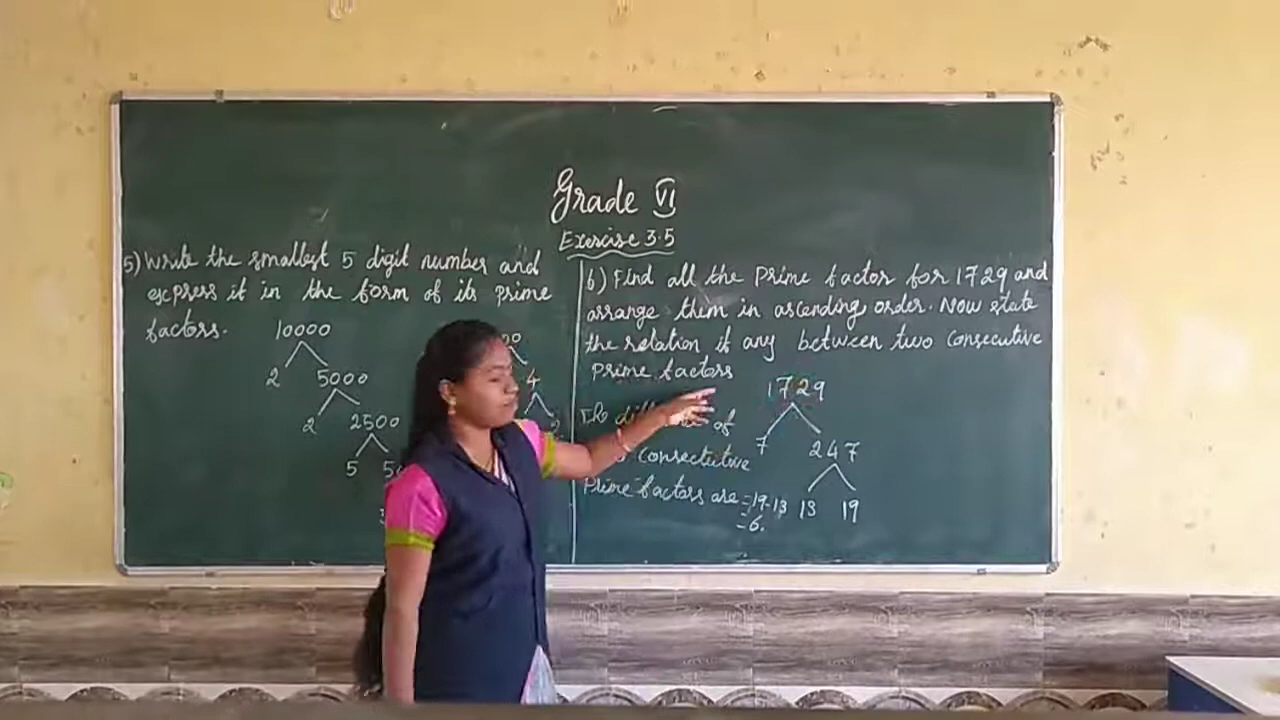 Grade VI
Exercise 3.5
5) Write the smallest 5 digit number and
express it in the form of its prime
factors.
10000
2 5000
2 2500
5
4
6) Find all the Prime factor for 1729 and
arrange them in ascending order. Now state
the relation if any between two consecutive
Prime factors
1729
7 247
13 19
of
consectutive
Prime factors are = 19-13
= 6.